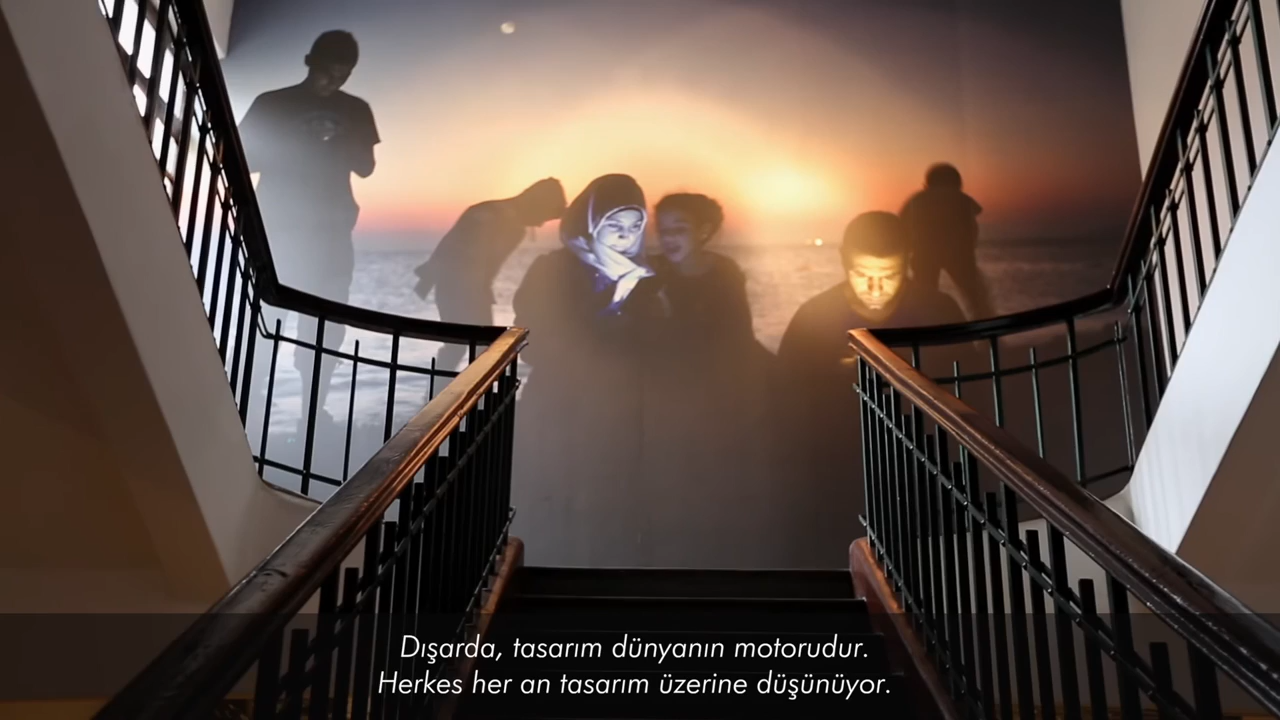 Dışarda, tasarım dünyanın motorudur.
Herkes her an tasarım üzerine düşünüyor.